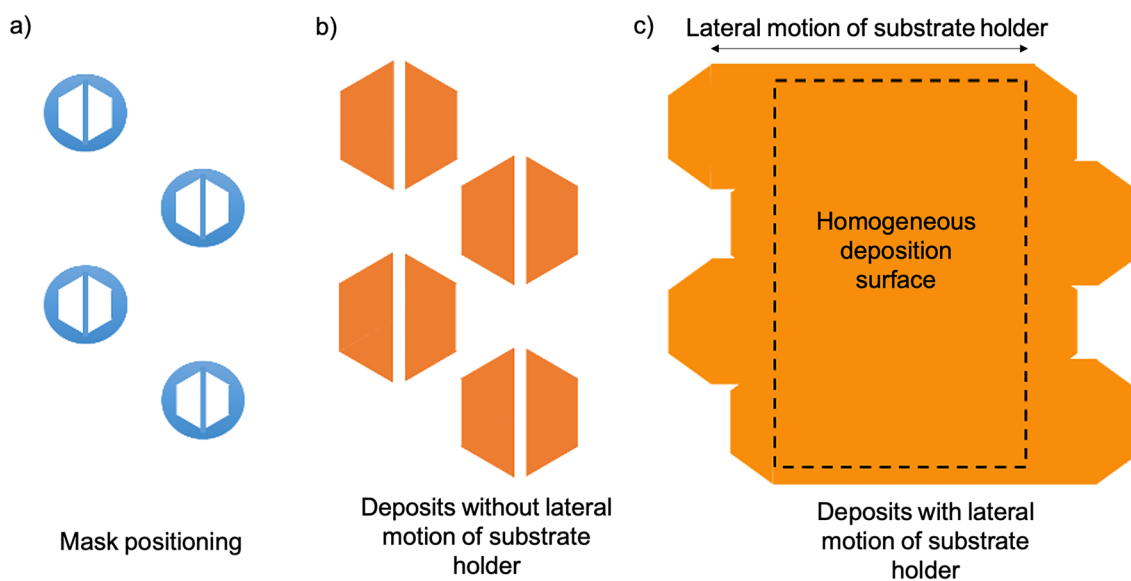 a)
Mask positioning
b)
Deposits without lateral
motion of substrate
holder
c)
Lateral motion of substrate holder
Homogeneous
deposition
surface
Deposits with lateral
motion of substrate
holder